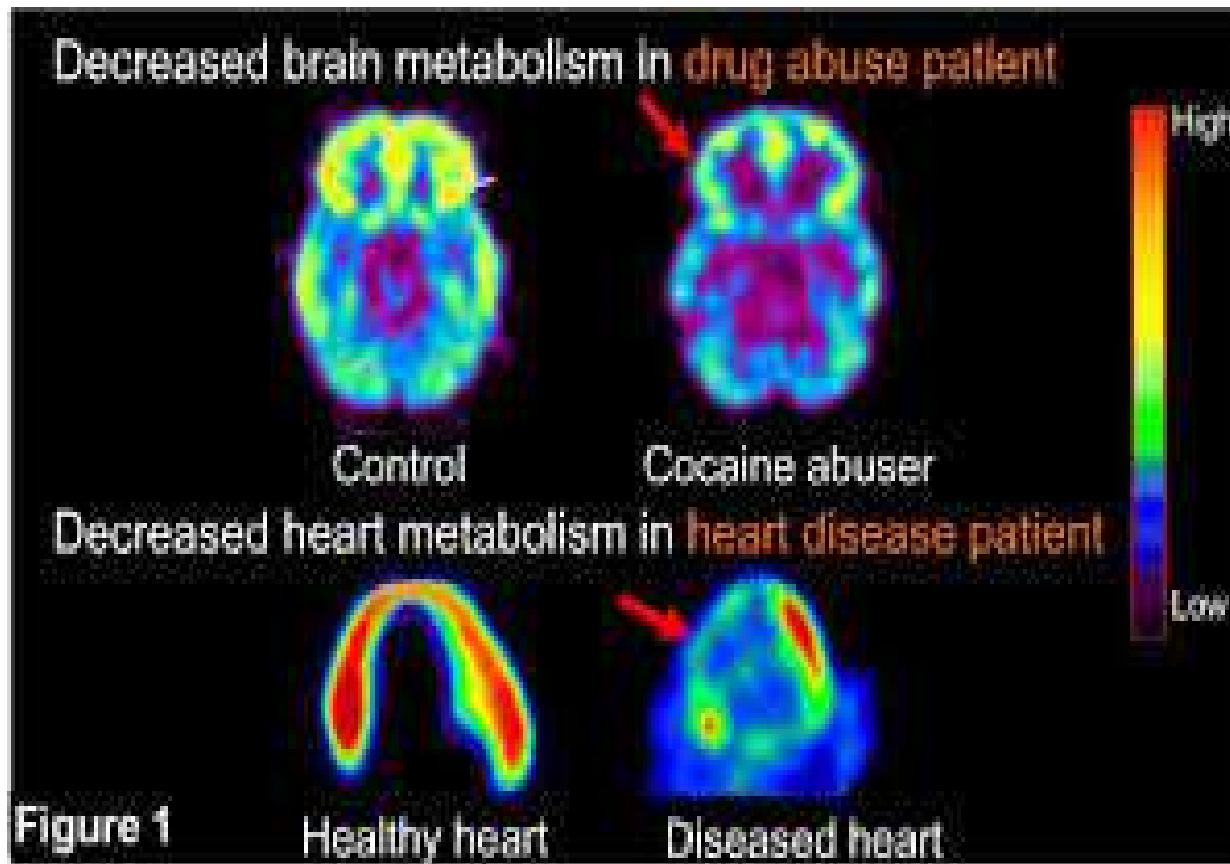 Decreased brain metabolism in drug abuse patient
High
Control
Cocaine abuser
Decreased heart metabolism in heart disease patient
Low
Figure 1
Healthy heart
Diseased heart